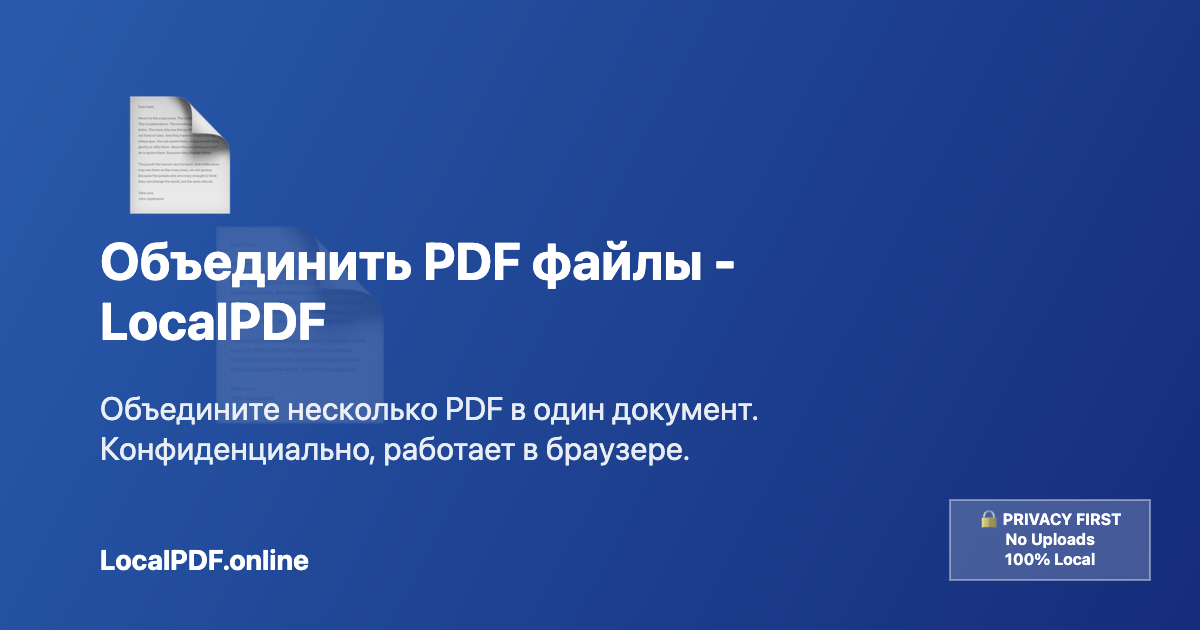 Объединить PDF файлы -
LocalPDF
Объедините несколько PDF в один документ.
Конфиденциально, работает в браузере.
LocalPDF.online
🔒 PRIVACY FIRST
No Uploads
100% Local